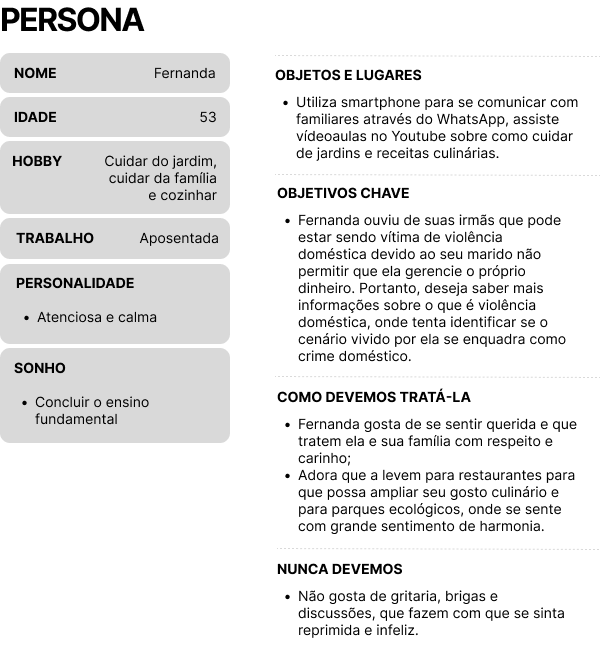 PERSONA
NOME Fernanda
IDADE 53
HOBBY Cuidar do jardim,
cuidar da família
e cozinhar
TRABALHO Aposentada
PERSONALIDADE
• Atenciosa e calma
SONHO
• Concluir o ensino
fundamental
OBJETOS E LUGARES
• Utiliza smartphone para se comunicar com
familiares através do WhatsApp, assiste
vídeoaulas no Youtube sobre como cuidar
de jardins e receitas culinárias.
OBJETIVOS CHAVE
• Fernanda ouviu de suas irmãs que pode
estar sendo vítima de violência
doméstica devido ao seu marido não
permitir que ela gerencie o próprio
dinheiro. Portanto, deseja saber mais
informações sobre o que é violência
doméstica, onde tenta identificar se o
cenário vivido por ela se enquadra como
crime doméstico.
COMO DEVEMOS TRATÁ-LA
• Fernanda gosta de se sentir querida e que
tratem ela e sua família com respeito e
carinho;
• Adora que a levem para restaurantes para
que possa ampliar seu gosto culinário e
para parques ecológicos, onde se sente
com grande sentimento de harmonia.
NUNCA DEVEMOS
• Não gosta de gritaria, brigas e
discussões, que fazem com que se sinta
reprimida e infeliz.